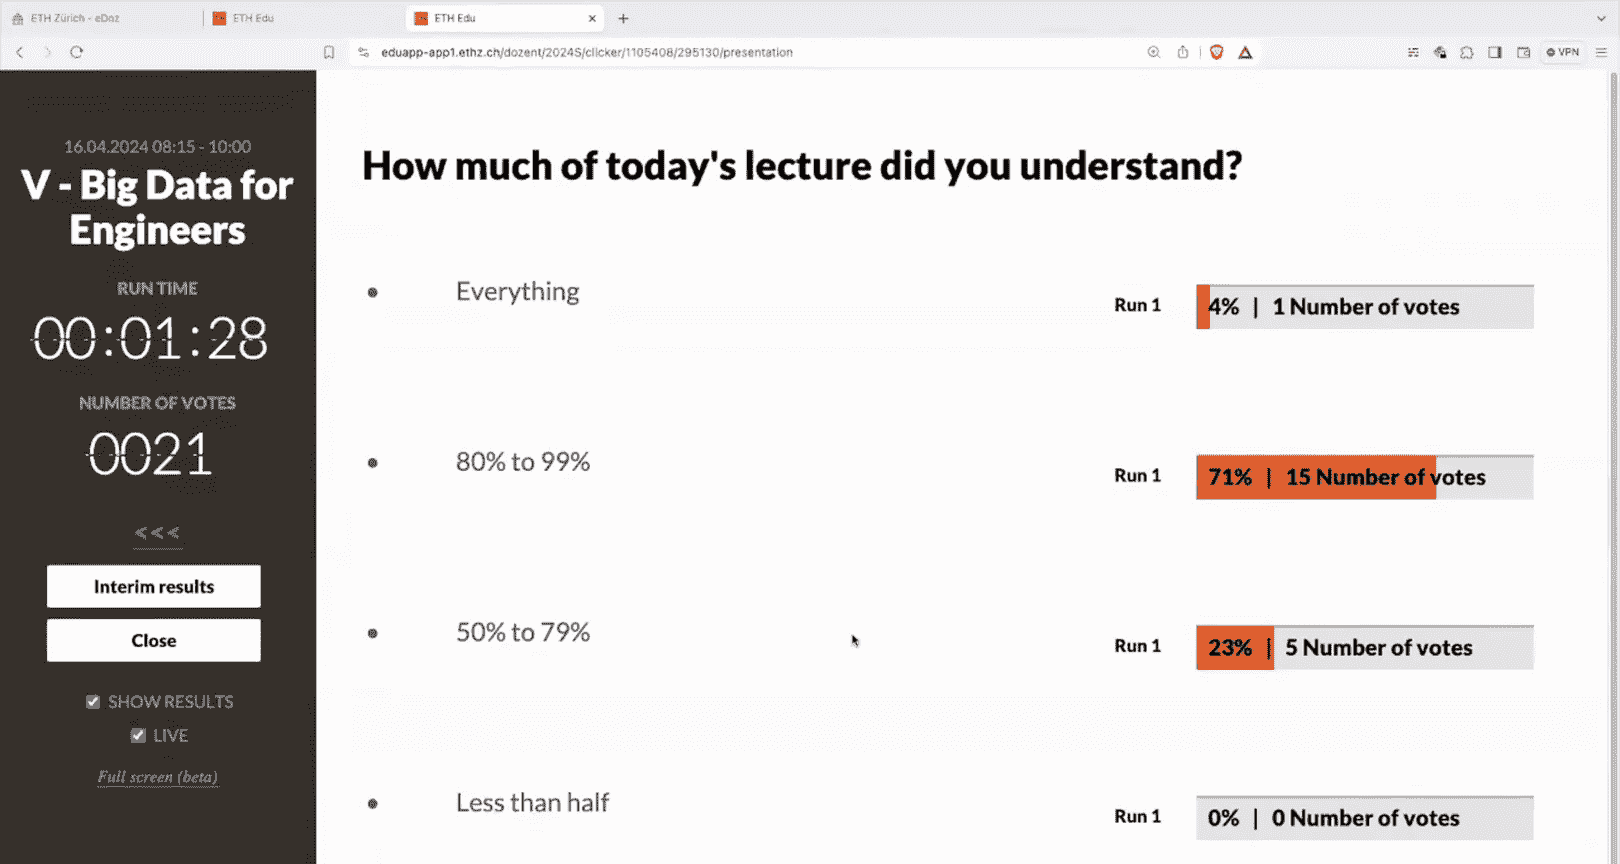 ETH Zürich - eDoz
ETH Edu
ETH Edu
eduapp-app1.ethz.ch/dozent/2024S/clicker/1105408/295130/presentation
VPN
16.04.2024 08:15 - 10:00
V - Big Data for
Engineers
RUN TIME
00:01:28
NUMBER OF VOTES
0021
<<<
Interim results
Close
SHOW RESULTS
LIVE
Full screen (beta)
How much of today's lecture did you understand?
Everything
Run 1
4% | 1 Number of votes
80% to 99%
Run 1
71% | 15 Number of votes
50% to 79%
Run 1
23% | 5 Number of votes
Less than half
Run 1
0% | 0 Number of votes